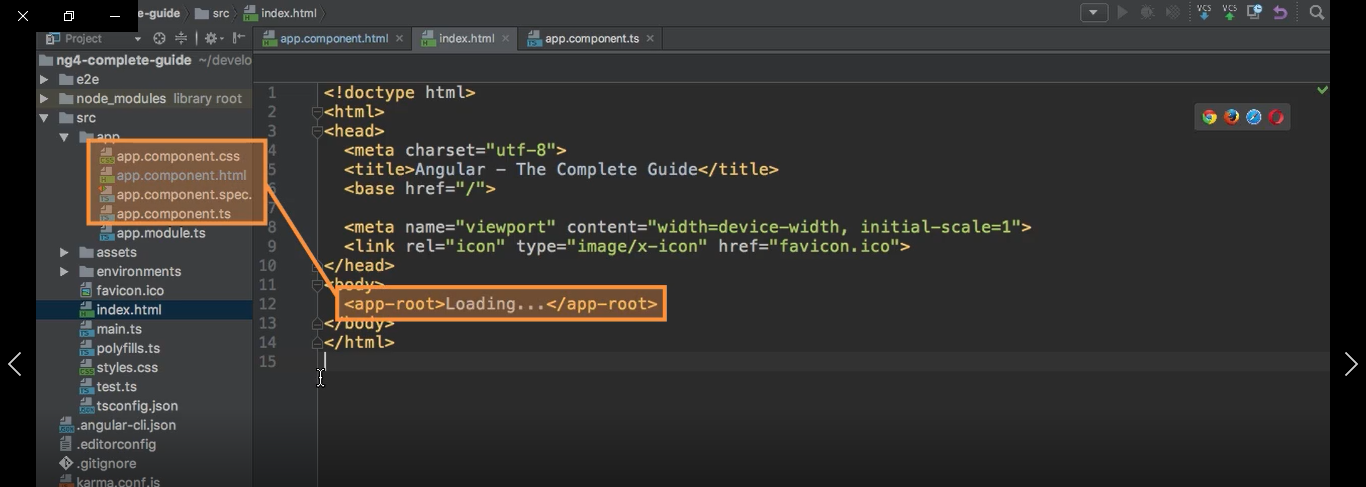 e-guide src index.html
Project
app.component.html index.html app.component.ts
ng4-complete-guide ~/develo
e2e
node_modules library root
src
app
app.component.css
app.component.html
app.component.spec.
app.component.ts
app.module.ts
assets
environments
favicon.ico
index.html
main.ts
polyfills.ts
styles.css
test.ts
tsconfig.json
.angular-cli.json
.editorconfig
.gitignore
karma.conf.js
VCS VCS
1 <!doctype html>
2 <html>
3 <head>
4 <meta charset="utf-8">
5 <title>Angular - The Complete Guide</title>
6 <base href="/">
7
8 <meta name="viewport" content="width=device-width, initial-scale=1">
9 <link rel="icon" type="image/x-icon" href="favicon.ico">
10 </head>
11 <body>
12 <app-root>Loading...</app-root>
13 </body>
14 </html>
15